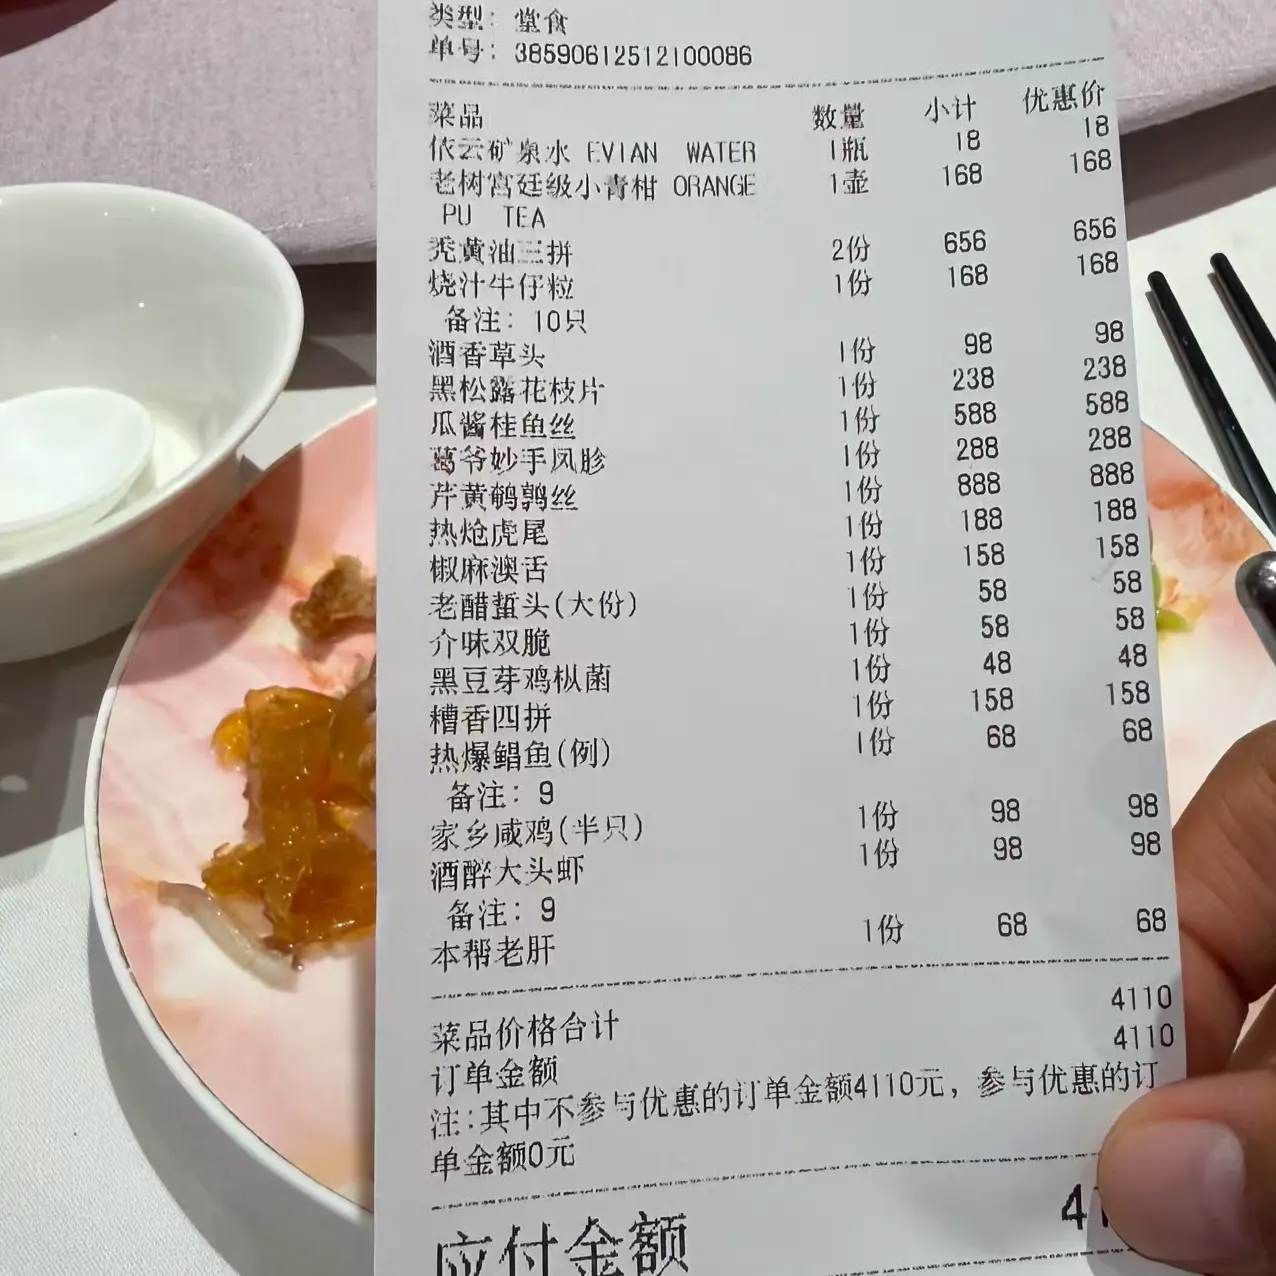 类型: 堂食
单号: 38590612512100086
菜品 数量 小计 优惠价
依云矿泉水 EVIAN WATER 1瓶 18 18
老树宫廷级小青柑 ORANGE 1壶 168 168
PU TEA
秃黄油三拼 2份 656 656
烧汁牛仔粒 1份 168 168
备注: 10只
酒香草头 1份 98 98
黑松露花枝片 1份 238 238
瓜酱桂鱼丝 1份 588 588
葛爷妙手凤胗 1份 288 288
芹黄鹌鹑丝 1份 888 888
热炝虎尾 1份 188 188
椒麻澳舌 1份 158 158
老醋蜇头(大份) 1份 58 58
介味双脆 1份 58 58
黑豆芽鸡枞菌 1份 48 48
糟香四拼 1份 158 158
热爆鲳鱼(例) 1份 68 68
备注: 9
家乡咸鸡(半只) 1份 98 98
酒醉大头虾 1份 98 98
备注: 9
本帮老肝 1份 68 68
菜品价格合计 4110
订单金额 4110
注:其中不参与优惠的订单金额4110元, 参与优惠的订
单金额0元
应付金额